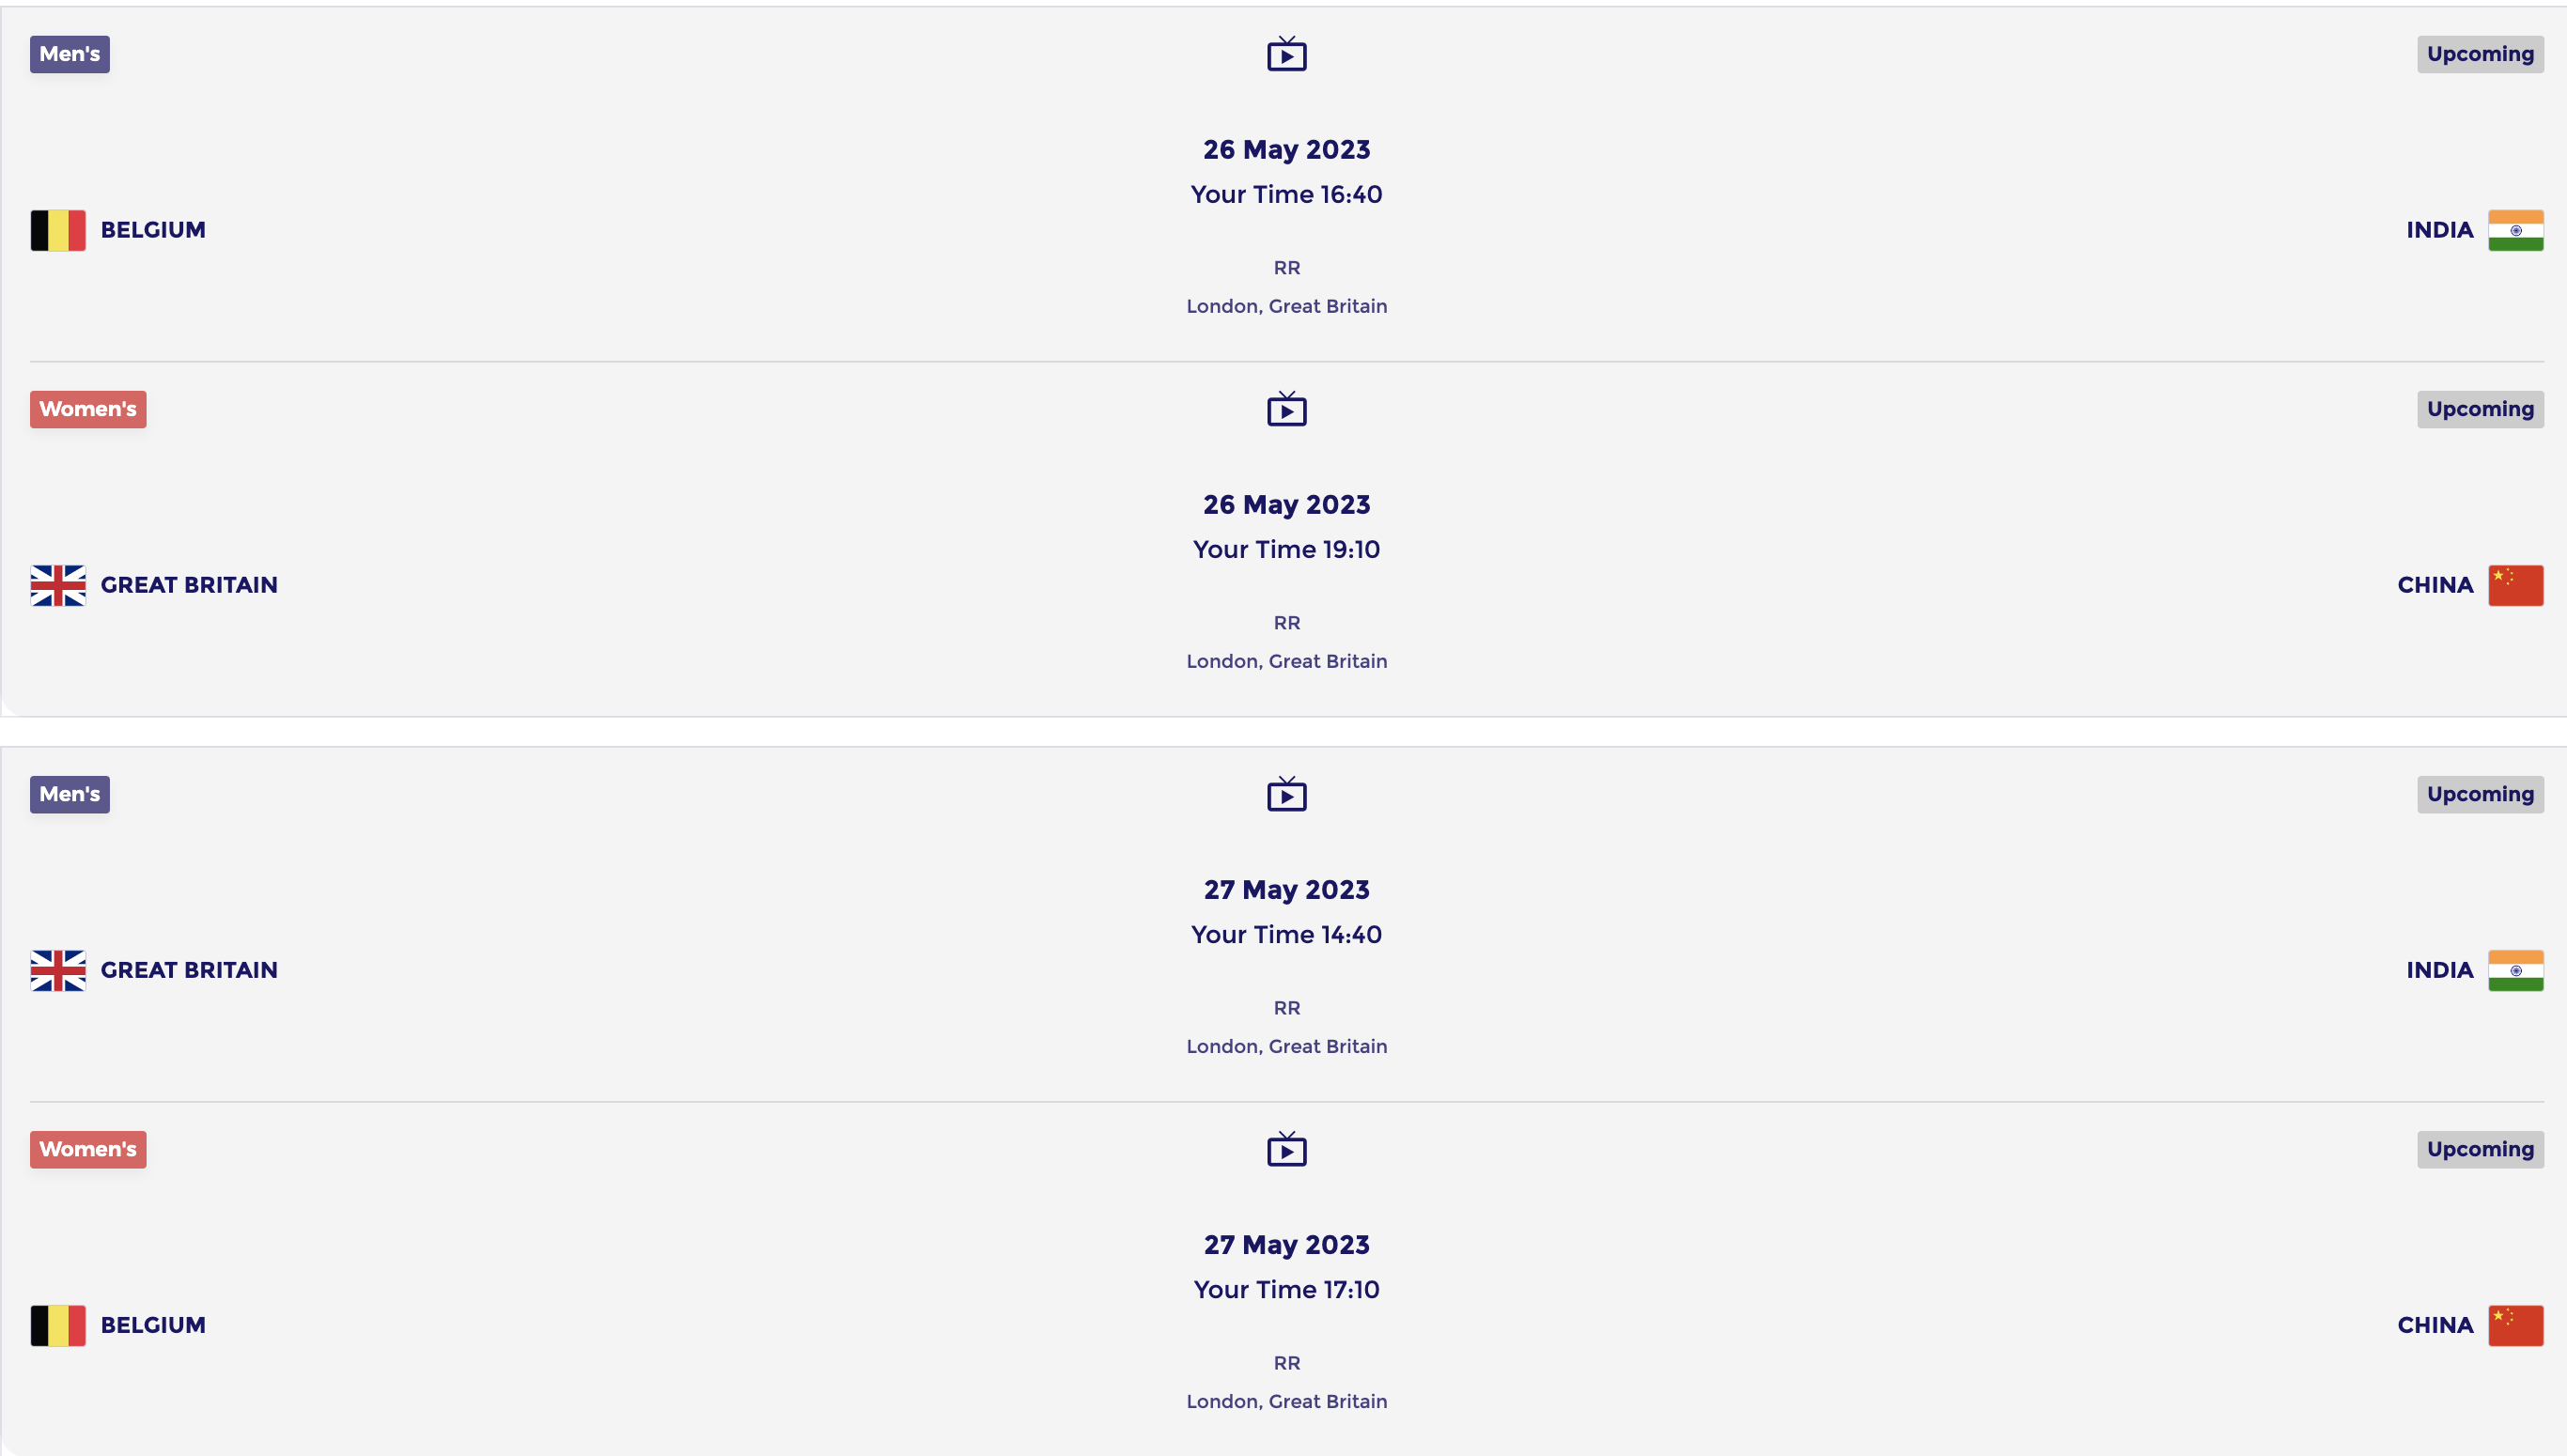 Men's
Upcoming
26 May 2023
Your Time 16:40
BELGIUM
INDIA
RR
London, Great Britain
Women's
Upcoming
26 May 2023
Your Time 19:10
GREAT BRITAIN
CHINA
RR
London, Great Britain
Men's
Upcoming
27 May 2023
Your Time 14:40
GREAT BRITAIN
INDIA
RR
London, Great Britain
Women's
Upcoming
27 May 2023
Your Time 17:10
BELGIUM
CHINA
RR
London, Great Britain